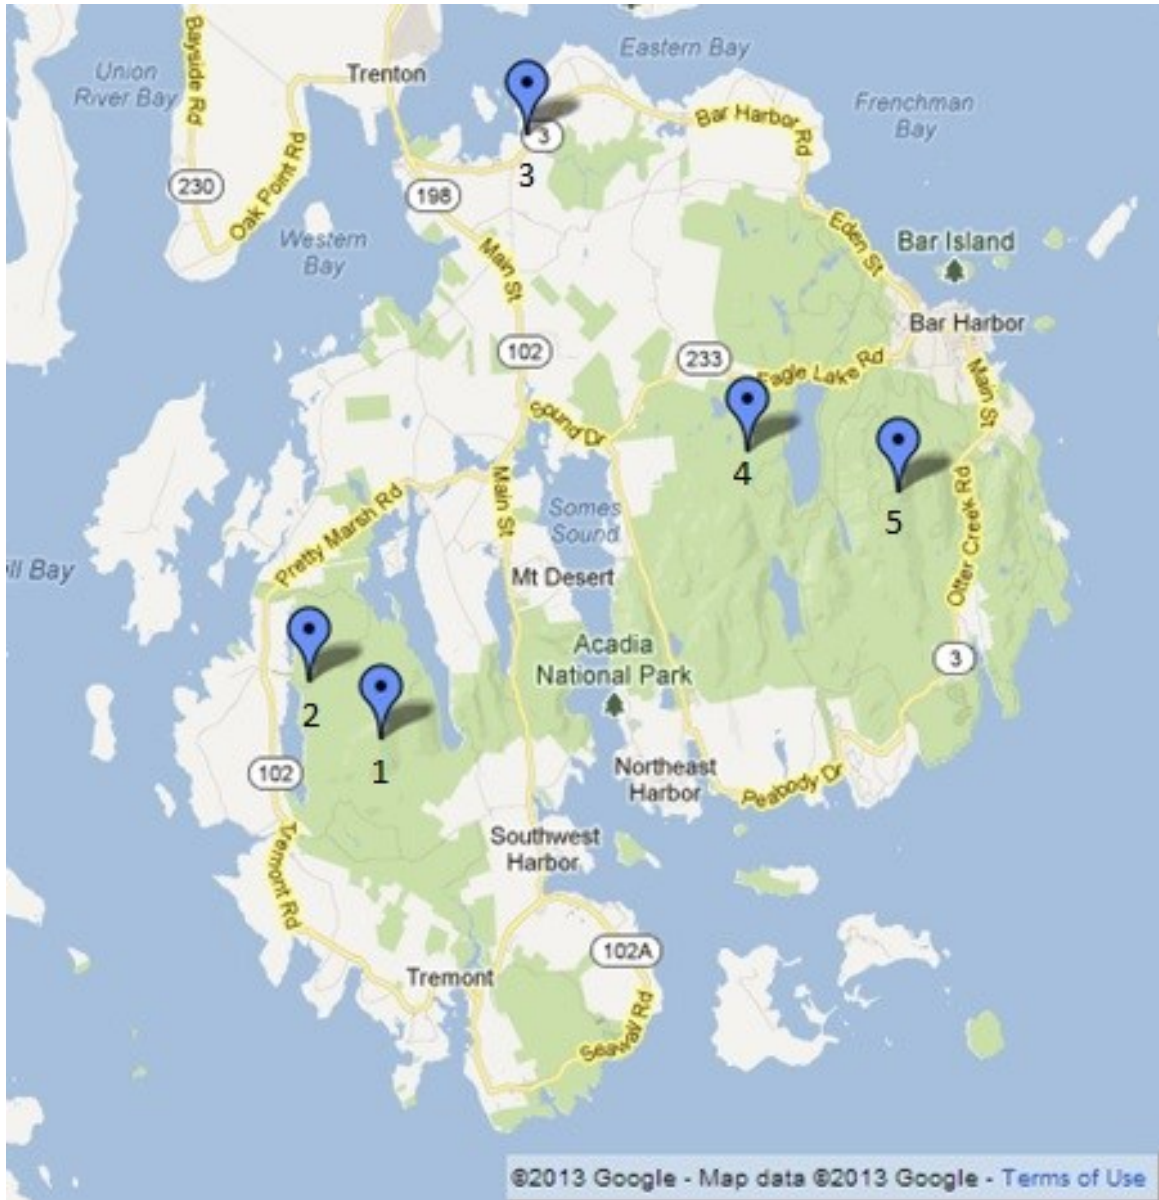 Eastern Bay
Bayside Rd
Union
River Bay
Trenton
Frenchman
Bay
Bar Harbor Rd
3
3
230
Oak Point Rd
198
Western
Bay
Main St
Eden St
Bar Island
Bar Harbor
102
233
Eagle Lake Rd
Main St
Sound Dr
4
5
Pretty Marsh Rd
Main St
Somes
Sound
Otter Creek Rd
Bay
Mt Desert
Acadia
National Park
3
2
1
102
Northeast
Harbor
Peabody Dr
Tremont Rd
Southwest
Harbor
102A
Tremont
Seawall Rd
©2013 Google - Map data ©2013 Google - Terms of Use